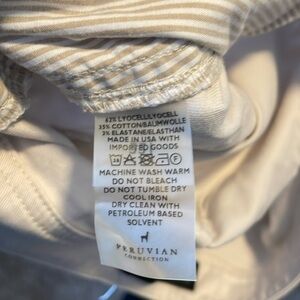 62% LYOCELL/LYOCELL
35% COTTON/BAUMWOLLE
3% ELASTANE/ELASTHAN
MADE IN USA WITH
IMPORTED GOODS
MACHINE WASH WARM
DO NOT BLEACH
DO NOT TUMBLE DRY
COOL IRON
DRY CLEAN WITH
PETROLEUM BASED
SOLVENT
PERUVIAN
CONNECTION